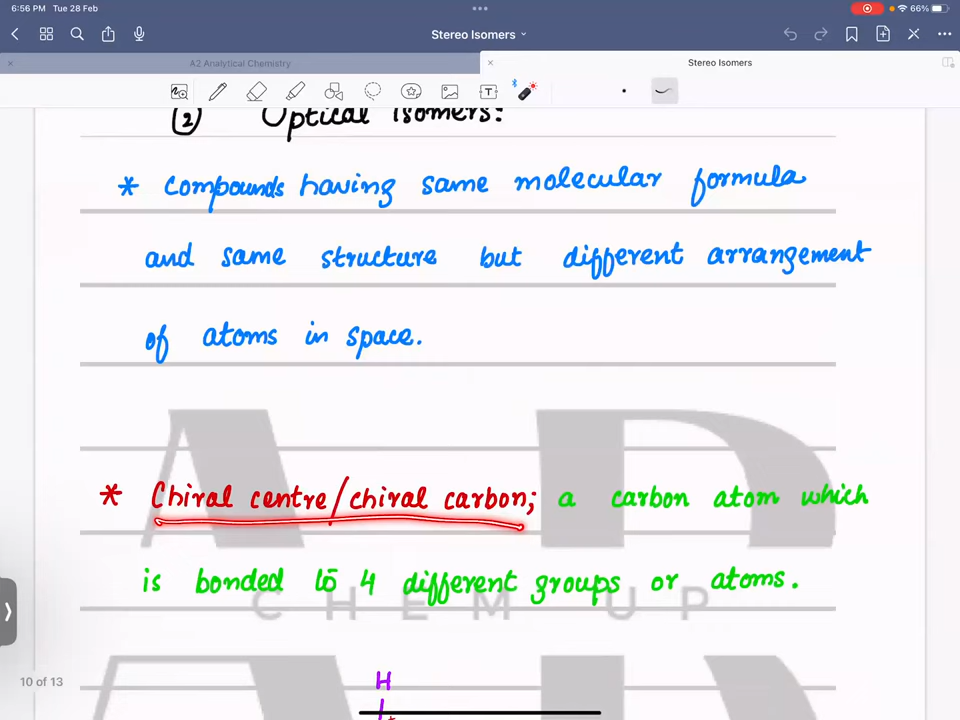 6:56 PM Tue 28 Feb
66%
Stereo Isomers
A2 Analytical Chemistry
Stereo Isomers
T
(2) Optical Isomers:
* Compounds having same molecular formula
and same structure but different arrangement
of atoms in space.
* Chiral centre/chiral carbon; a carbon atom which
is bonded to 4 different groups or atoms.
CHEM UP
10 of 13
H